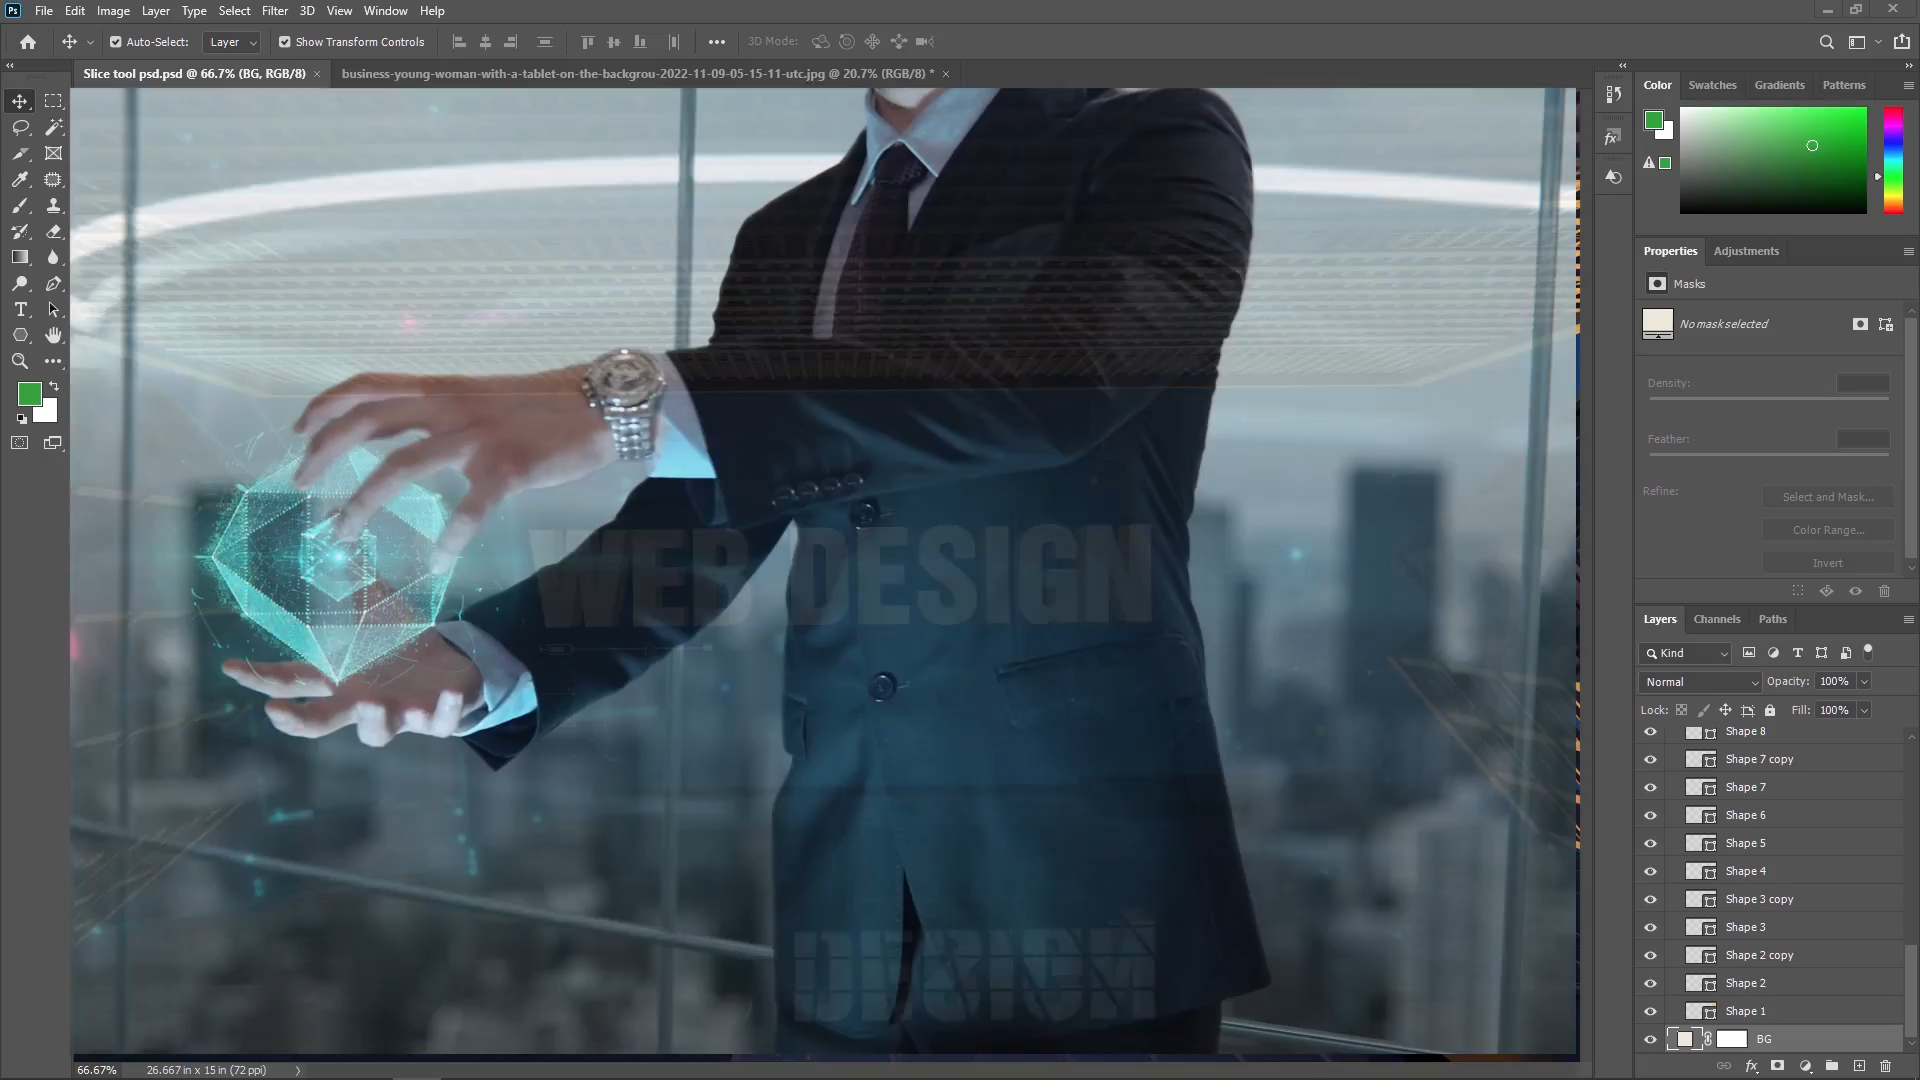 Ps File Edit Image Layer Type Select Filter 3D View Window Help
Auto-Select: Layer Show Transform Controls 3D Mode:
Slice tool psd.psd @ 66.7% (BG, RGB/8) × business-young-woman-with-a-tablet-on-the-backgrou-2022-11-09-05-15-11-utc.jpg @ 20.7% (RGB/8) * ×
Color Swatches Gradients Patterns
Properties Adjustments
Masks
No mask selected
Density:
Feather:
Refine: Select and Mask...
Color Range...
Invert
WEB DESIGN
DESIGN
Layers Channels Paths
Kind
Normal Opacity: 100%
Lock: Fill: 100%
Shape 8
Shape 7 copy
Shape 7
Shape 6
Shape 5
Shape 4
Shape 3 copy
Shape 3
Shape 2 copy
Shape 2
Shape 1
BG
fx
66.67% 26.667 in x 15 in (72 ppi)